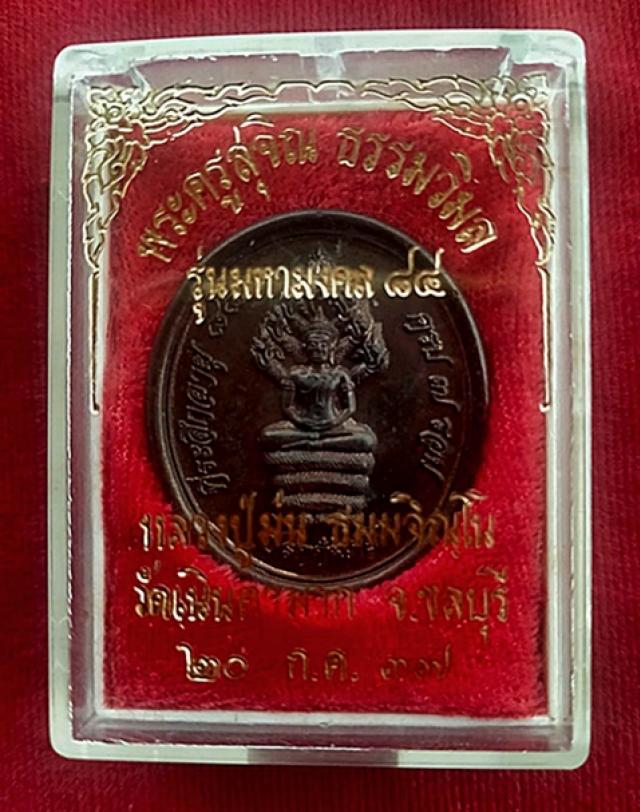 พระครูสุจิณ ธรรมวิมล
รุ่นมหามงคล ๘๔
หลวงปู่ม่น ธมมจิณฺโณ
วัดเนินตามาก จ.ชลบุรี
๒๐ ก.ค. ๓๗